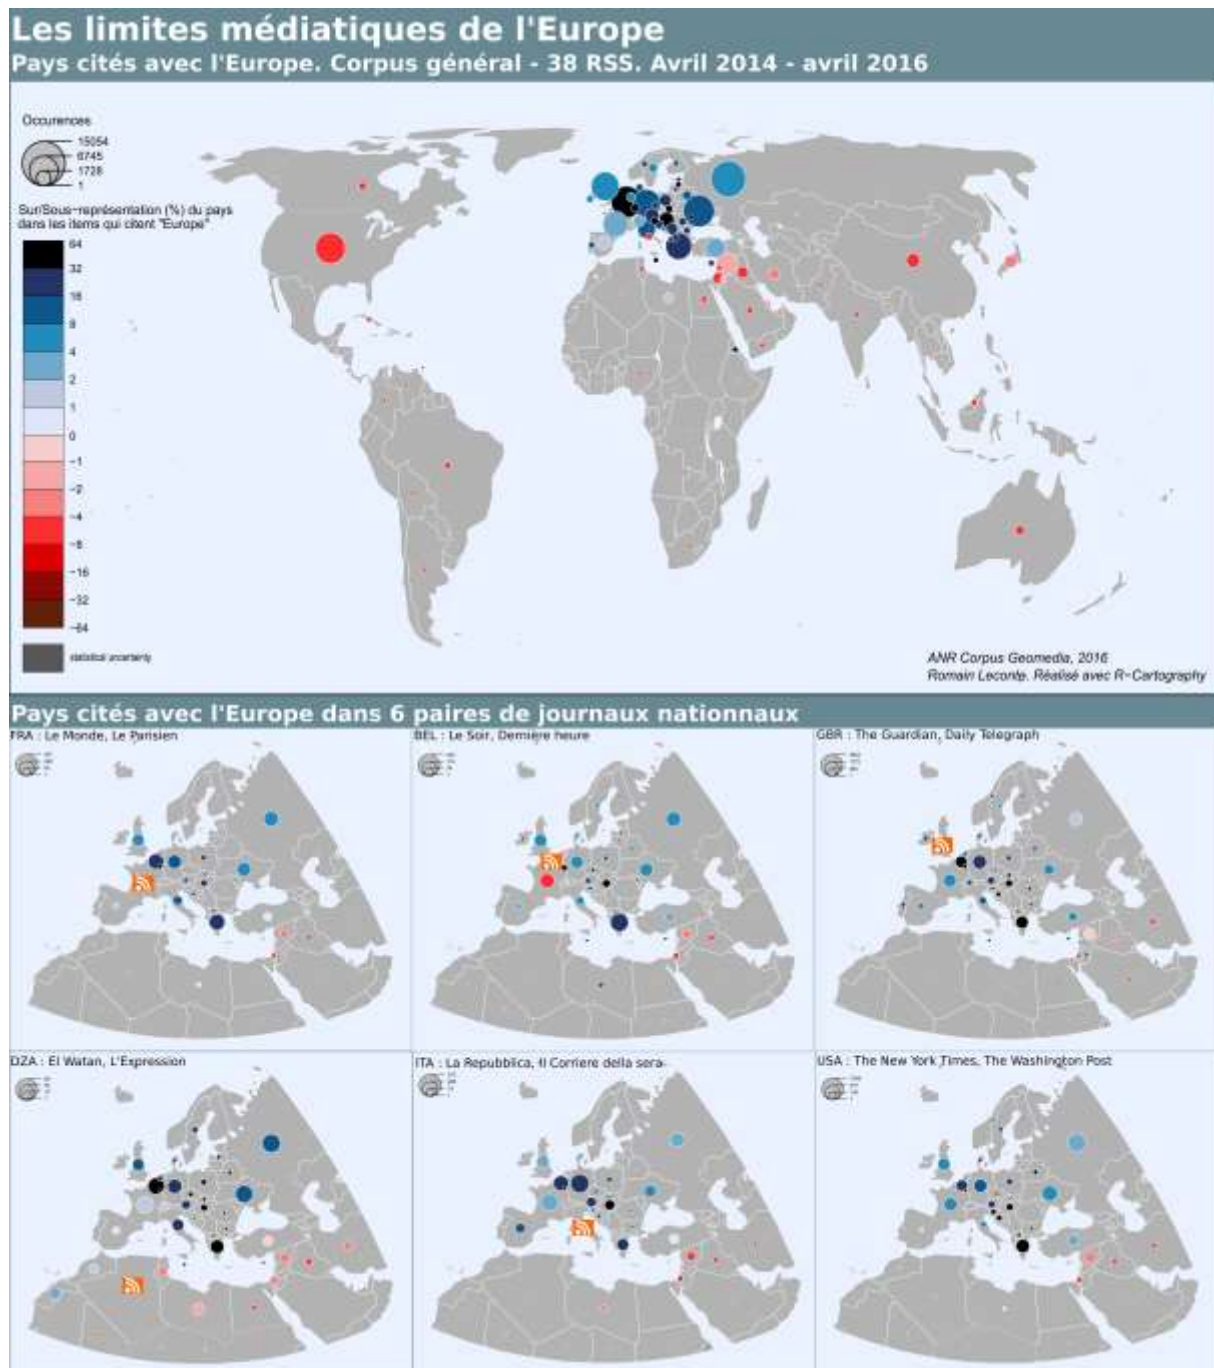 Les limites médiatiques de l'Europe
Pays cités avec l'Europe. Corpus général - 38 RSS. Avril 2014 - avril 2016
Occurences
15054
6745
1728
1
Sur/Sous-représentation (%) du pays
dans les items qui citent "Europe"
64
32
16
8
4
2
1
0
-1
-2
-4
-8
-16
-32
-64
statistical uncertainty
ANR Corpus Geomedia, 2016
Romain Leconte. Réalisé avec R-Cartography
Pays cités avec l'Europe dans 6 paires de journaux nationnaux
FRA : Le Monde, Le Parisien
BEL : Le Soir, Dernière heure
GBR : The Guardian, Daily Telegraph
DZA : El Watan, L'Expression
ITA : La Repubblica, Il Corriere della sera
USA : The New York Times, The Washington Post